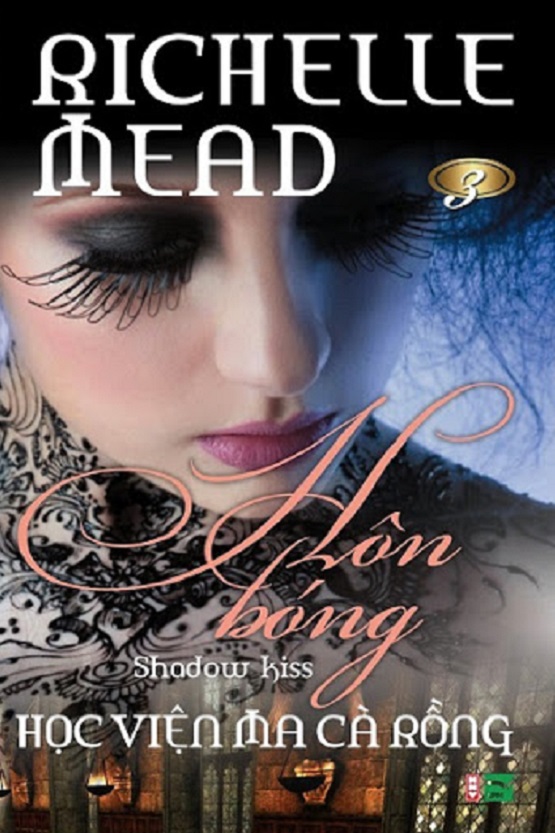 RICHELLE
MEAD
3
Hôn
bóng
Shadow kiss
HỌC VIỆN MA CÀ RỒNG